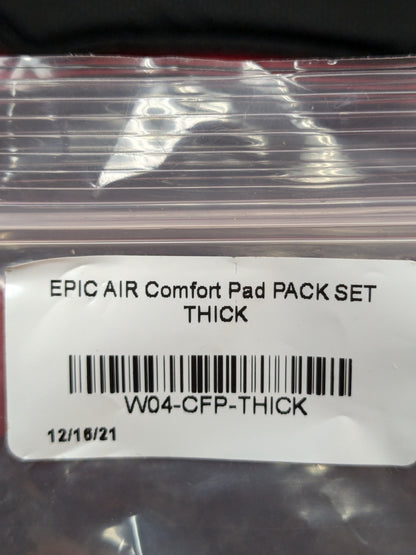 EPIC AIR Comfort Pad PACK SET
THICK
W04-CFP-THICK
12/16/21